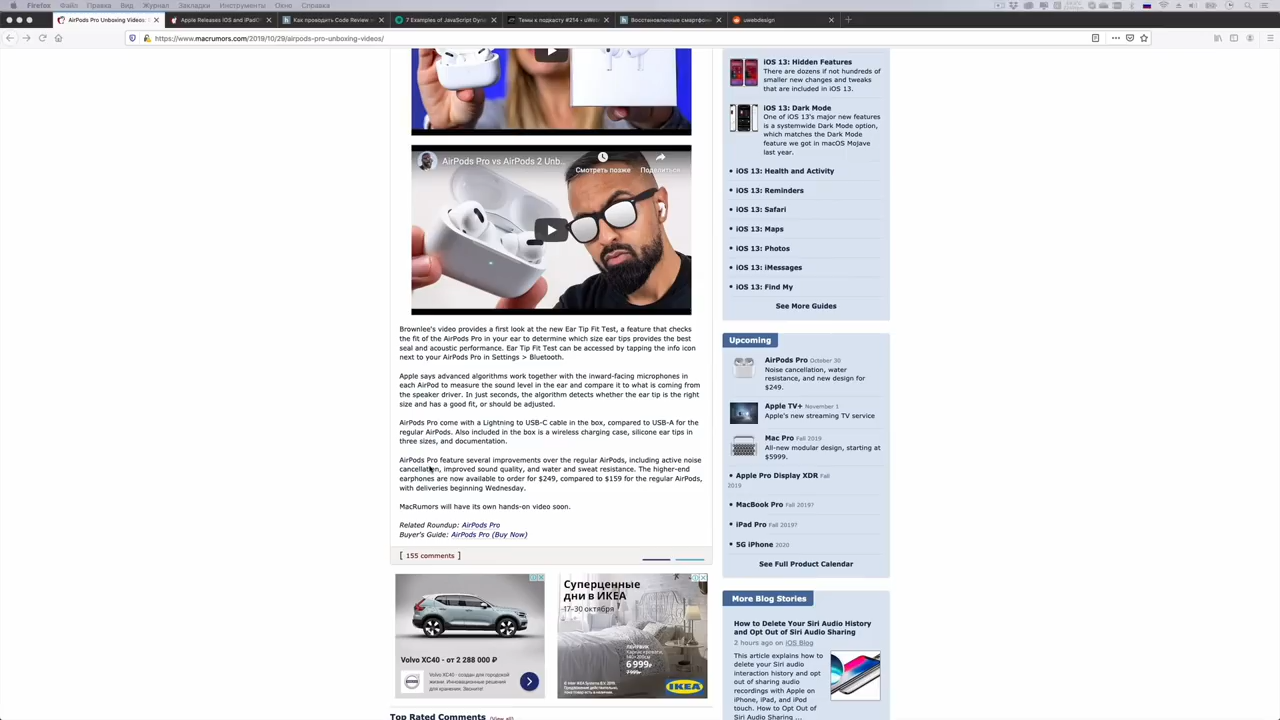 Firefox Файл Правка Вид Журнал Закладки Инструменты Окно Справка
AirPods Pro Unboxing Videos:
Apple Releases iOS and iPadO
Как проводить Code Review
7 Examples of JavaScript Dyna
Темы к подкасту #214 – uWeb
Восстановленные смартфон
uwebdesign
https://www.macrumors.com/2019/10/29/airpods-pro-unboxing-videos/
AirPods Pro vs AirPods 2 Unb...
Смотреть позже
Поделиться
Brownlee's video provides a first look at the new Ear Tip Fit Test, a feature that checks
the fit of the AirPods Pro in your ear to determine which size ear tips provides the best
seal and acoustic performance. Ear Tip Fit Test can be accessed by tapping the info icon
next to your AirPods Pro in Settings > Bluetooth.
Apple says advanced algorithms work together with the inward-facing microphones in
each AirPod to measure the sound level in the ear and compare it to what is coming from
the speaker driver. In just seconds, the algorithm detects whether the ear tip is the right
size and has a good fit, or should be adjusted.
AirPods Pro come with a Lightning to USB-C cable in the box, compared to USB-A for the
regular AirPods. Also included in the box is a wireless charging case, silicone ear tips in
three sizes, and documentation.
AirPods Pro feature several improvements over the regular AirPods, including active noise
cancellation, improved sound quality, and water and sweat resistance. The higher-end
earphones are now available to order for $249, compared to $159 for the regular AirPods,
with deliveries beginning Wednesday.
MacRumors will have its own hands-on video soon.
Related Roundup: AirPods Pro
Buyer's Guide: AirPods Pro (Buy Now)
[ 155 comments ]
Volvo XC40 - от 2 288 000 ₽
Volvo XC40 - создан для городской
жизни. Инновационные решения
для вождения. Звоните!
Суперценные
дни в ИКЕА
17–30 октября
6 999₽
7 999₽
IKEA
Top Rated Comments (View all)
iOS 13: Hidden Features
There are dozens if not hundreds of
smaller new changes and tweaks
that are included in iOS 13.
iOS 13: Dark Mode
One of iOS 13's major new features
is a systemwide Dark Mode option,
which matches the Dark Mode
feature we got in macOS Mojave
last year.
iOS 13: Health and Activity
iOS 13: Reminders
iOS 13: Safari
iOS 13: Maps
iOS 13: Photos
iOS 13: iMessages
iOS 13: Find My
See More Guides
Upcoming
AirPods Pro October 30
Noise cancellation, water
resistance, and new design for
$249.
Apple TV+ November 1
Apple's new streaming TV service
Mac Pro Fall 2019
All-new modular design, starting at
$5999.
Apple Pro Display XDR Fall
2019
MacBook Pro Fall 2019?
iPad Pro Fall 2019?
5G iPhone 2020
See Full Product Calendar
More Blog Stories
How to Delete Your Siri Audio History
and Opt Out of Siri Audio Sharing
2 hours ago on iOS Blog
This article explains how to
delete your Siri audio
interaction history and opt
out of sharing audio
recordings with Apple on
iPhone, iPad, and iPod
touch. How to Opt Out of
Siri Audio Sharing ...